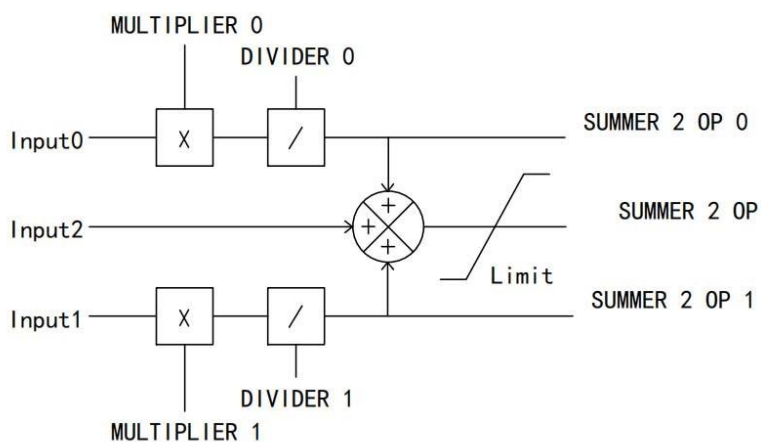 MULTIPLIER 0
DIVIDER 0
Input0
X
/
SUMMER 2 OP 0
+
Input2
+
SUMMER 2 OP
+
Limit
Input1
X
/
SUMMER 2 OP 1
DIVIDER 1
MULTIPLIER 1